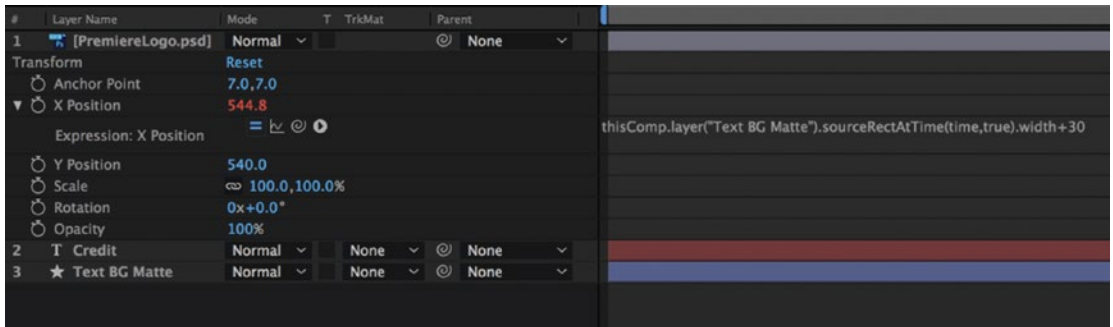 # Layer Name Mode T TrkMat Parent
1 [PremiereLogo.psd] Normal None
Transform Reset
Anchor Point 7.0,7.0
X Position 544.8
Expression: X Position thisComp.layer("Text BG Matte").sourceRectAtTime(time,true).width+30
Y Position 540.0
Scale 100.0,100.0%
Rotation 0x+0.0°
Opacity 100%
2 T Credit Normal None None
3 Text BG Matte Normal None None